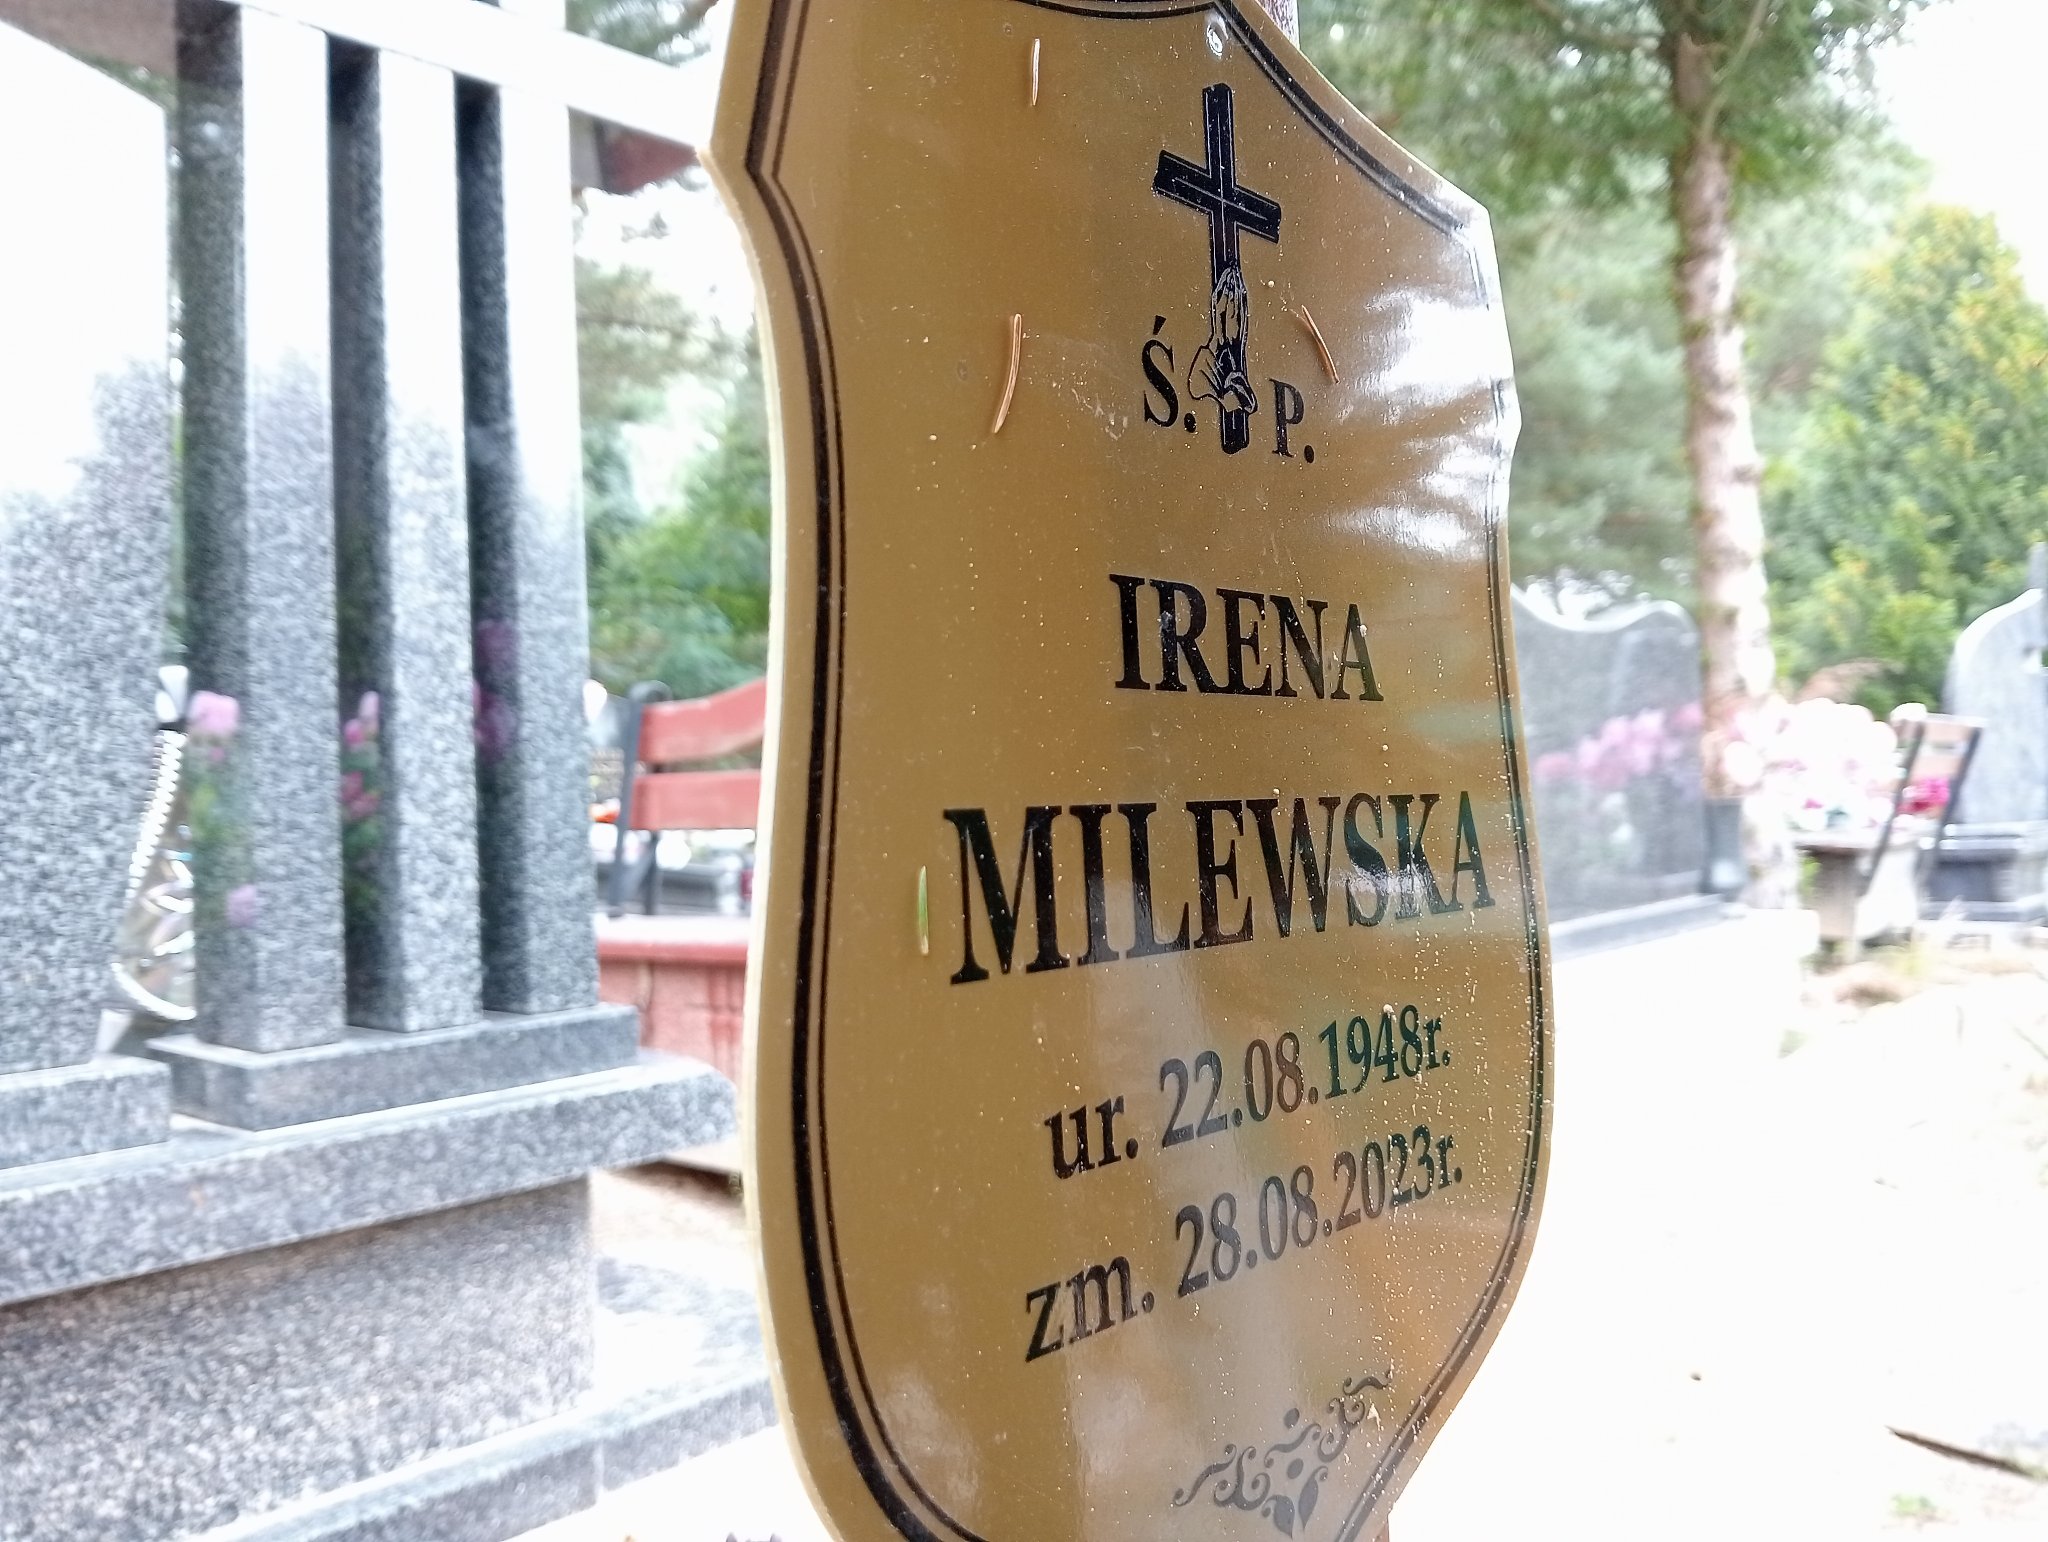 Ś. P.
IRENA
MILEWSKA
ur. 22.08.1948r.
zm. 28.08.2023r.